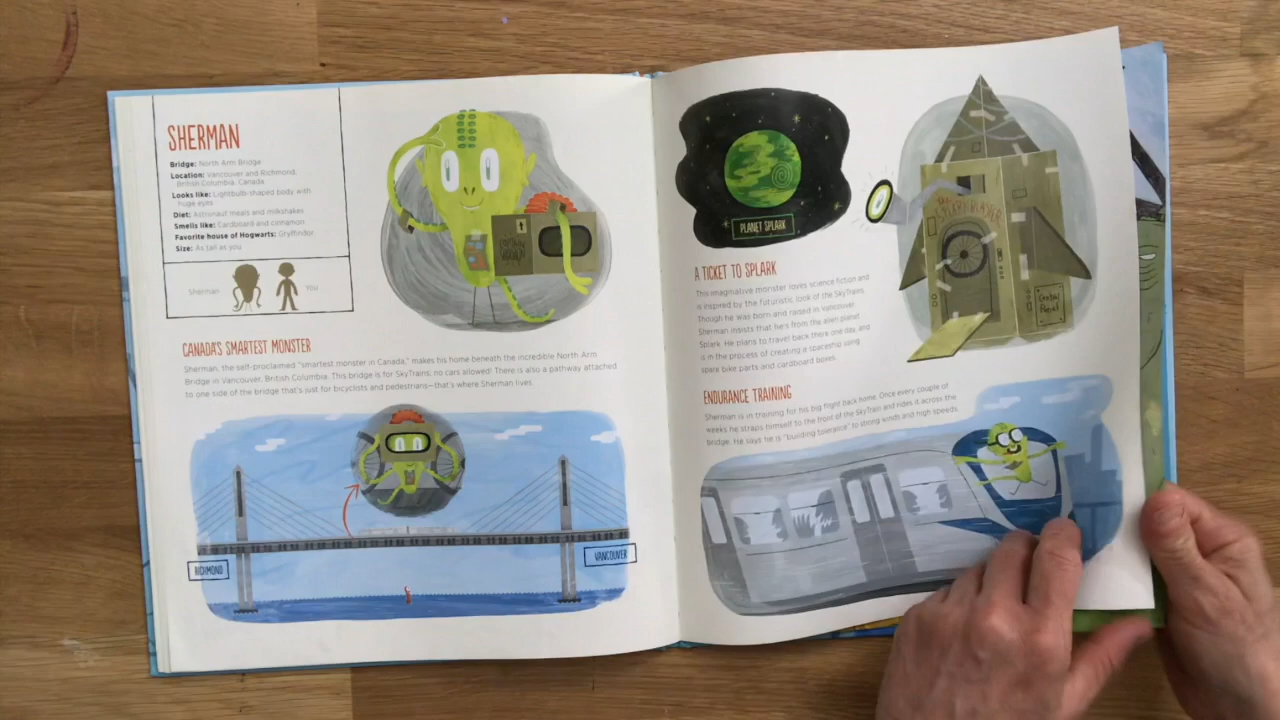 SHERMAN
Bridge: North Arm Bridge
Location: Vancouver and Richmond,
British Columbia, Canada
Looks like: Lightbulb-shaped body with
huge eyes
Diet: Astronaut meals and milkshakes
Smells like: Cardboard and cinnamon
Favorite house of Hogwarts: Gryffindor
Size: As tall as you
Sherman
You
CAPTAIN
SHERMAN
CANADA'S SMARTEST MONSTER
Sherman, the self-proclaimed "smartest monster in Canada," makes his home beneath the incredible North Arm
Bridge in Vancouver, British Columbia. This bridge is for SkyTrains; no cars allowed! There is also a pathway attached
to one side of the bridge that's just for bicyclists and pedestrians—that's where Sherman lives.
RICHMOND
VANCOUVER
PLANET SPLARK
The
SPLARK BLASTER
Control
Panel
A TICKET TO SPLARK
This imaginative monster loves science fiction and
is inspired by the futuristic look of the SkyTrains.
Though he was born and raised in Vancouver,
Sherman insists that he's from the alien planet
Splark. He plans to travel back there one day, and
is in the process of creating a spaceship using
spare bike parts and cardboard boxes.
ENDURANCE TRAINING
Sherman is in training for his big flight back home. Once every couple of
weeks he straps himself to the front of the SkyTrain and rides it across the
bridge. He says he is "building tolerance" to strong winds and high speeds.